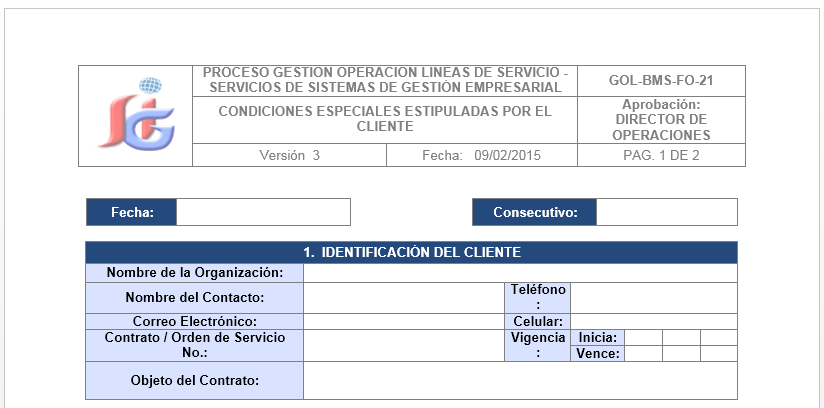 PROCESO GESTION OPERACION LINEAS DE SERVICIO -
SERVICIOS DE SISTEMAS DE GESTIÓN EMPRESARIAL
GOL-BMS-FO-21
CONDICIONES ESPECIALES ESTIPULADAS POR EL
CLIENTE
Aprobación:
DIRECTOR DE
OPERACIONES
Versión 3
Fecha: 09/02/2015
PAG. 1 DE 2
Fecha:
Consecutivo:
1. IDENTIFICACIÓN DEL CLIENTE
Nombre de la Organización:
Nombre del Contacto:
Teléfono
:
Correo Electrónico:
Celular:
Contrato / Orden de Servicio
No.:
Vigencia
:
Inicia:
Vence:
Objeto del Contrato: